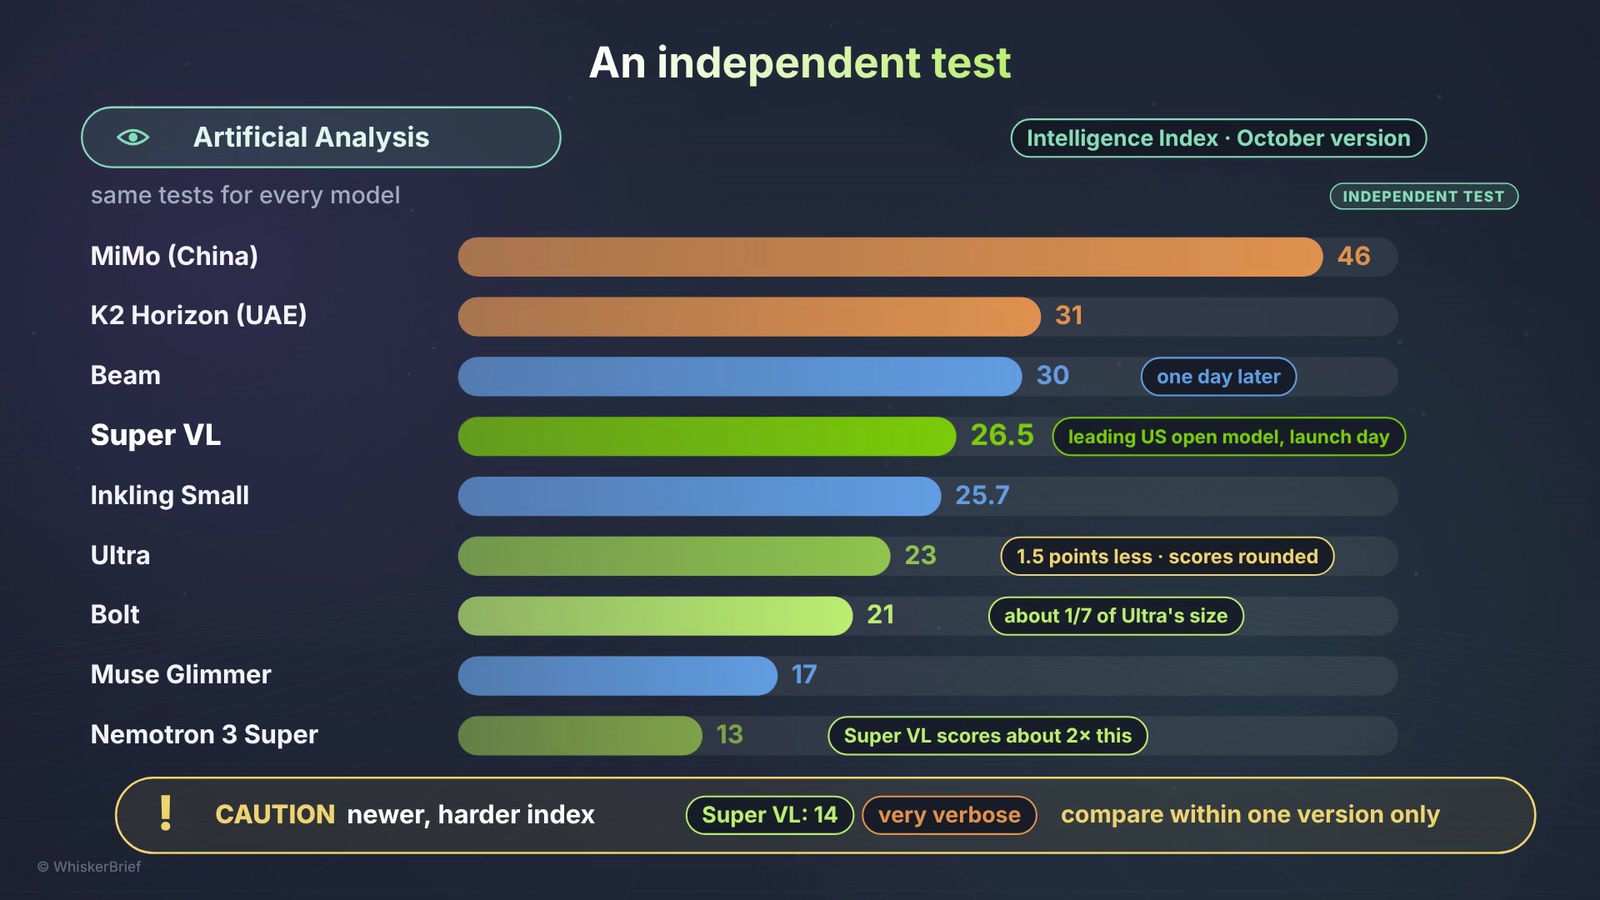 An independent test
Artificial Analysis
Intelligence Index · October version
same tests for every model
INDEPENDENT TEST
MiMo (China) 46
K2 Horizon (UAE) 31
Beam 30 one day later
Super VL 26.5 leading US open model, launch day
Inkling Small 25.7
Ultra 23 1.5 points less · scores rounded
Bolt 21 about 1/7 of Ultra's size
Muse Glimmer 17
Nemotron 3 Super 13 Super VL scores about 2× this
! CAUTION newer, harder index Super VL: 14 very verbose compare within one version only
© WhiskerBrief